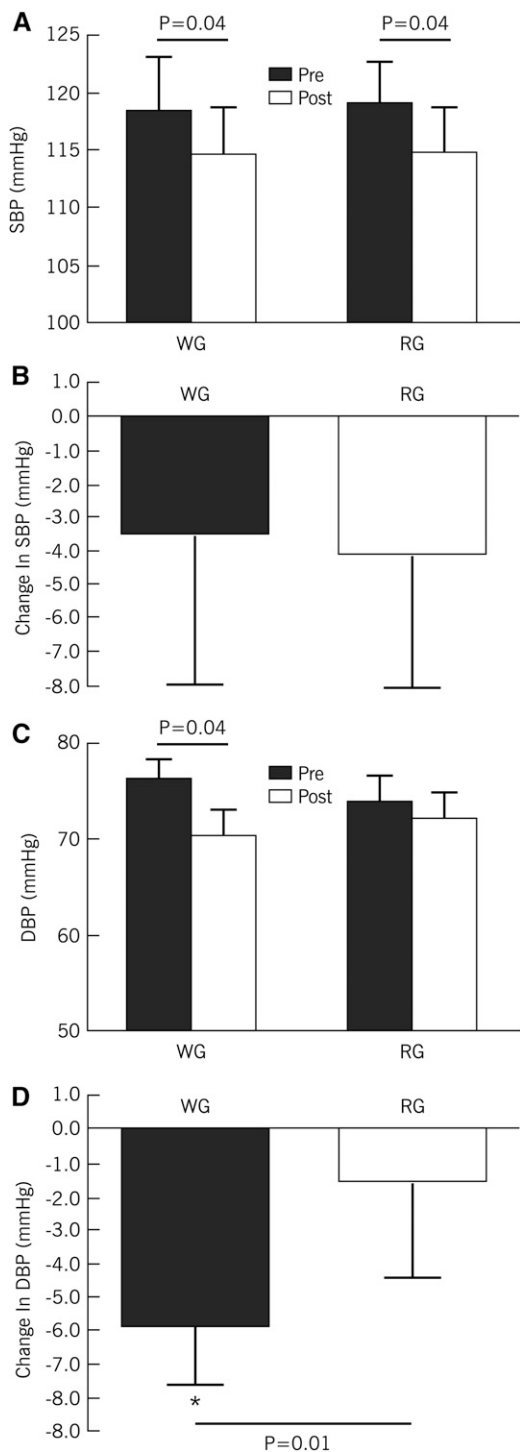 A
P=0.04
P=0.04
125
120
115
110
105
100
SBP (mmHg)
Pre
Post
WG
RG
B
WG
RG
1.0
0.0
-1.0
-2.0
-3.0
-4.0
-5.0
-6.0
-7.0
-8.0
Change In SBP (mmHg)
C
P=0.04
80
70
60
50
DBP (mmHg)
Pre
Post
WG
RG
D
WG
RG
1.0
0.0
-1.0
-2.0
-3.0
-4.0
-5.0
-6.0
-7.0
-8.0
-8.0
Change In DBP (mmHg)
*
P=0.01